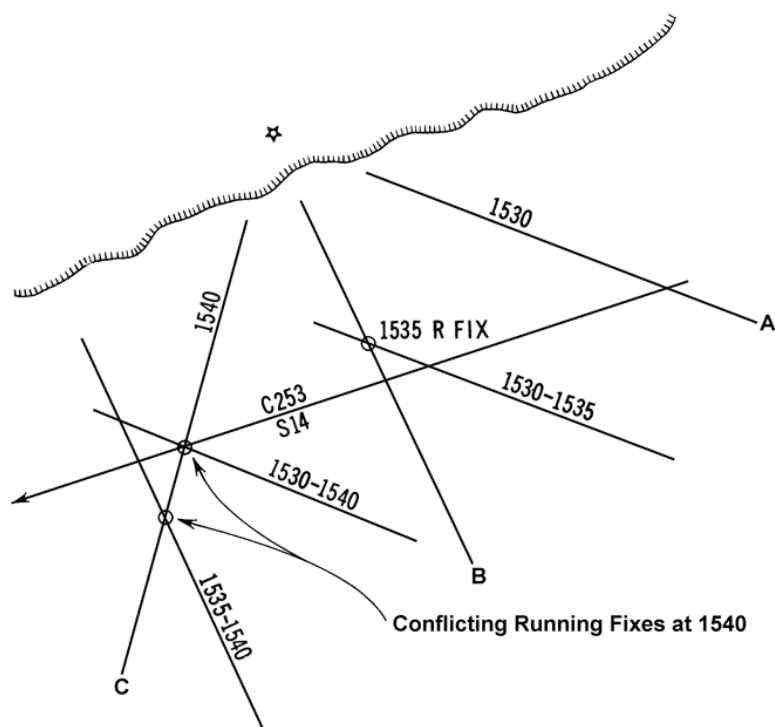 1530
A
1540
1535 R FIX
C253
S14
1530-1535
1530-1540
B
1535-1540
Conflicting Running Fixes at 1540
C